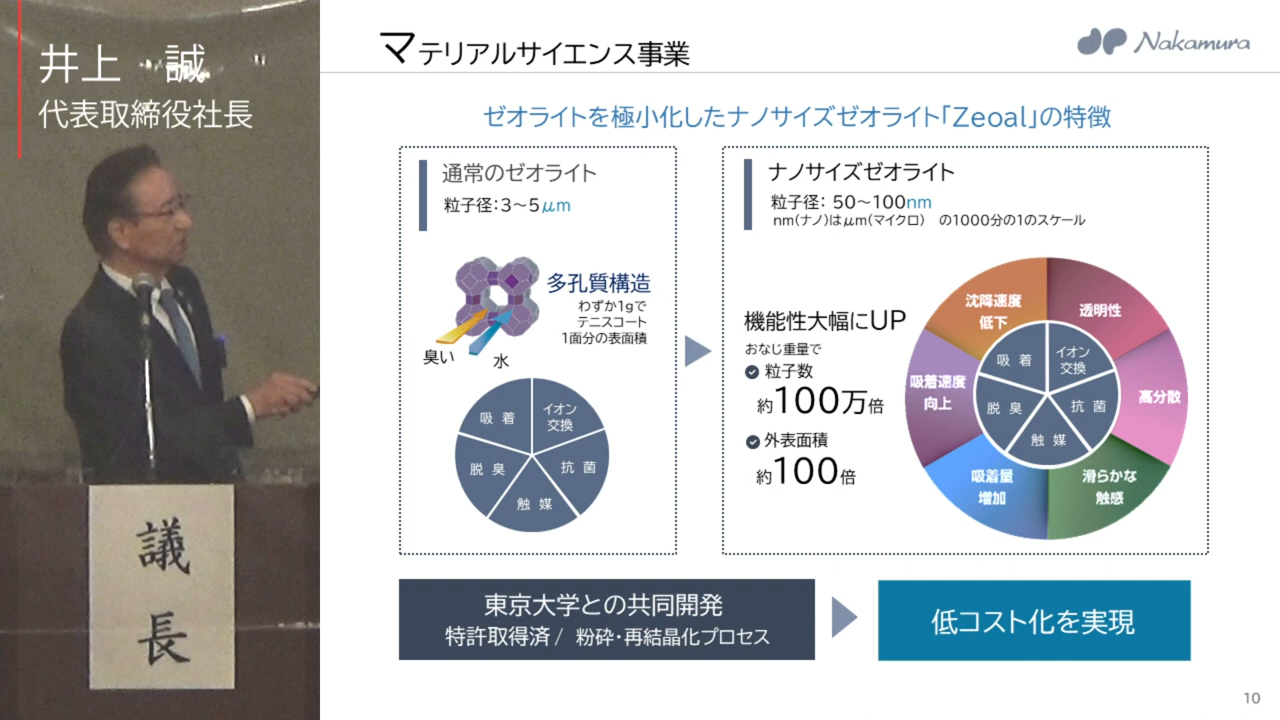 井上 誠
代表取締役社長
議
長
マテリアルサイエンス事業
Nakamura
ゼオライトを極小化したナノサイズゼオライト「Zeoal」の特徴
通常のゼオライト
粒子径:3〜5μm
多孔質構造
わずか1gで
テニスコート
1面分の表面積
臭い
水
吸着
イオン
交換
脱臭
抗菌
触媒
ナノサイズゼオライト
粒子径: 50〜100nm
nm(ナノ)はμm(マイクロ) の1000分の1のスケール
機能性大幅にUP
おなじ重量で
粒子数
約100万倍
外表面積
約100倍
沈降速度
低下
透明性
吸着速度
向上
高分散
吸着量
増加
滑らかな
触感
吸着
イオン
交換
脱臭
抗菌
触媒
東京大学との共同開発
特許取得済 / 粉砕・再結晶化プロセス
低コスト化を実現
10